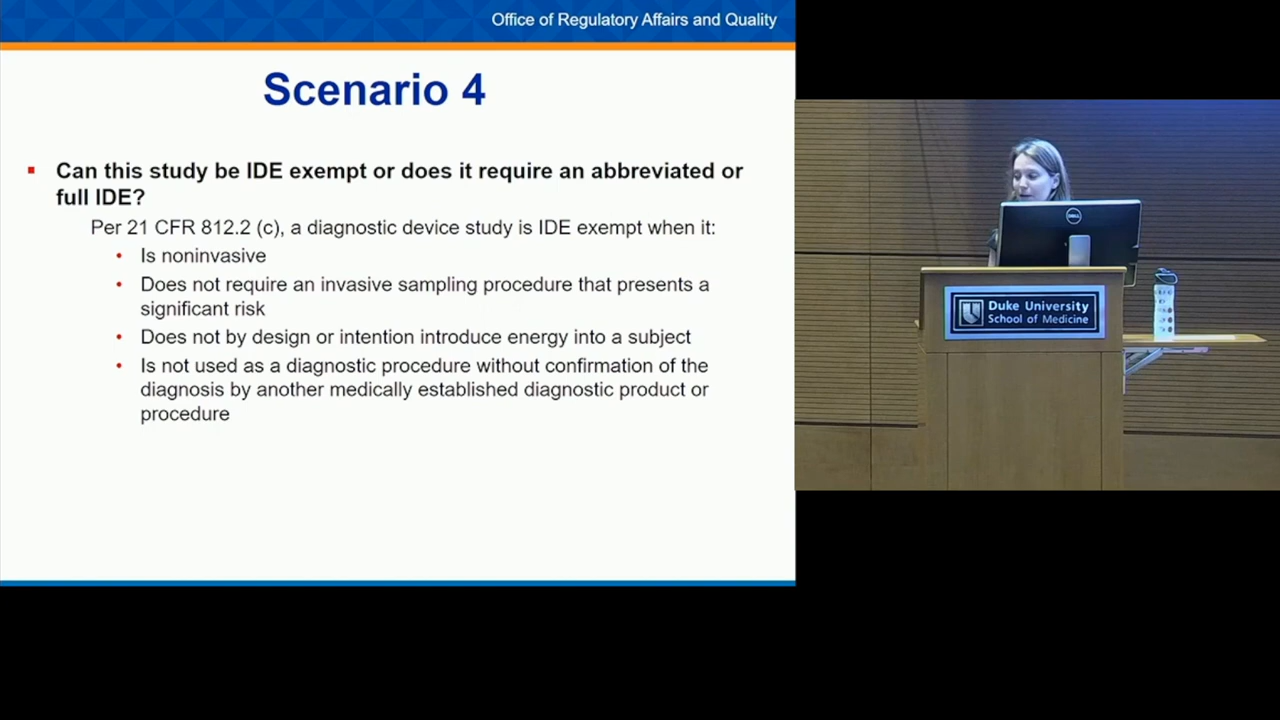 Office of Regulatory Affairs and Quality
Scenario 4
▪ Can this study be IDE exempt or does it require an abbreviated or
full IDE?
Per 21 CFR 812.2 (c), a diagnostic device study is IDE exempt when it:
• Is noninvasive
• Does not require an invasive sampling procedure that presents a
significant risk
• Does not by design or intention introduce energy into a subject
• Is not used as a diagnostic procedure without confirmation of the
diagnosis by another medically established diagnostic product or
procedure
DELL
Duke University
School of Medicine